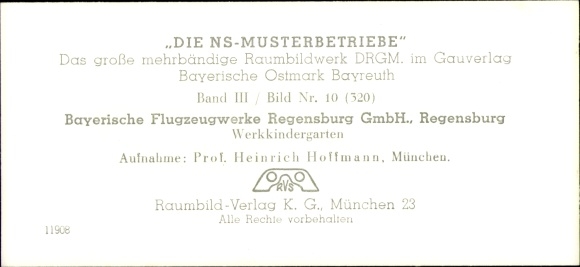 „DIE NS-MUSTERBETRIEBE“
Das große mehrbändige Raumbildwerk DRGM. im Gauverlag
Bayerische Ostmark Bayreuth
Band III / Bild Nr. 10 (320)
Bayerische Flugzeugwerke Regensburg GmbH., Regensburg
Werkkindergarten
Aufnahme: Prof. Heinrich Hoffmann, München.
RVS
Raumbild-Verlag K. G., München 23
Alle Rechte vorbehalten
11908